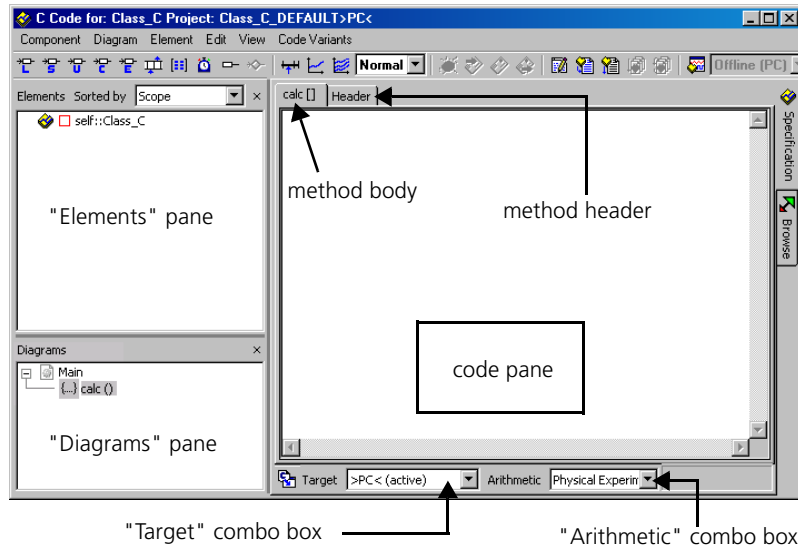 C Code for: Class_C Project: Class_C_DEFAULT>PC<
Component Diagram Element Edit View Code Variants
Normal Offline (PC)
Elements Sorted by Scope
calc [] Header
self::Class_C
Specification
Browse
method body
method header
"Elements" pane
code pane
Diagrams
Main
{...} calc ()
"Diagrams" pane
Target >PC< (active) Arithmetic Physical Experim
"Target" combo box
"Arithmetic" combo box